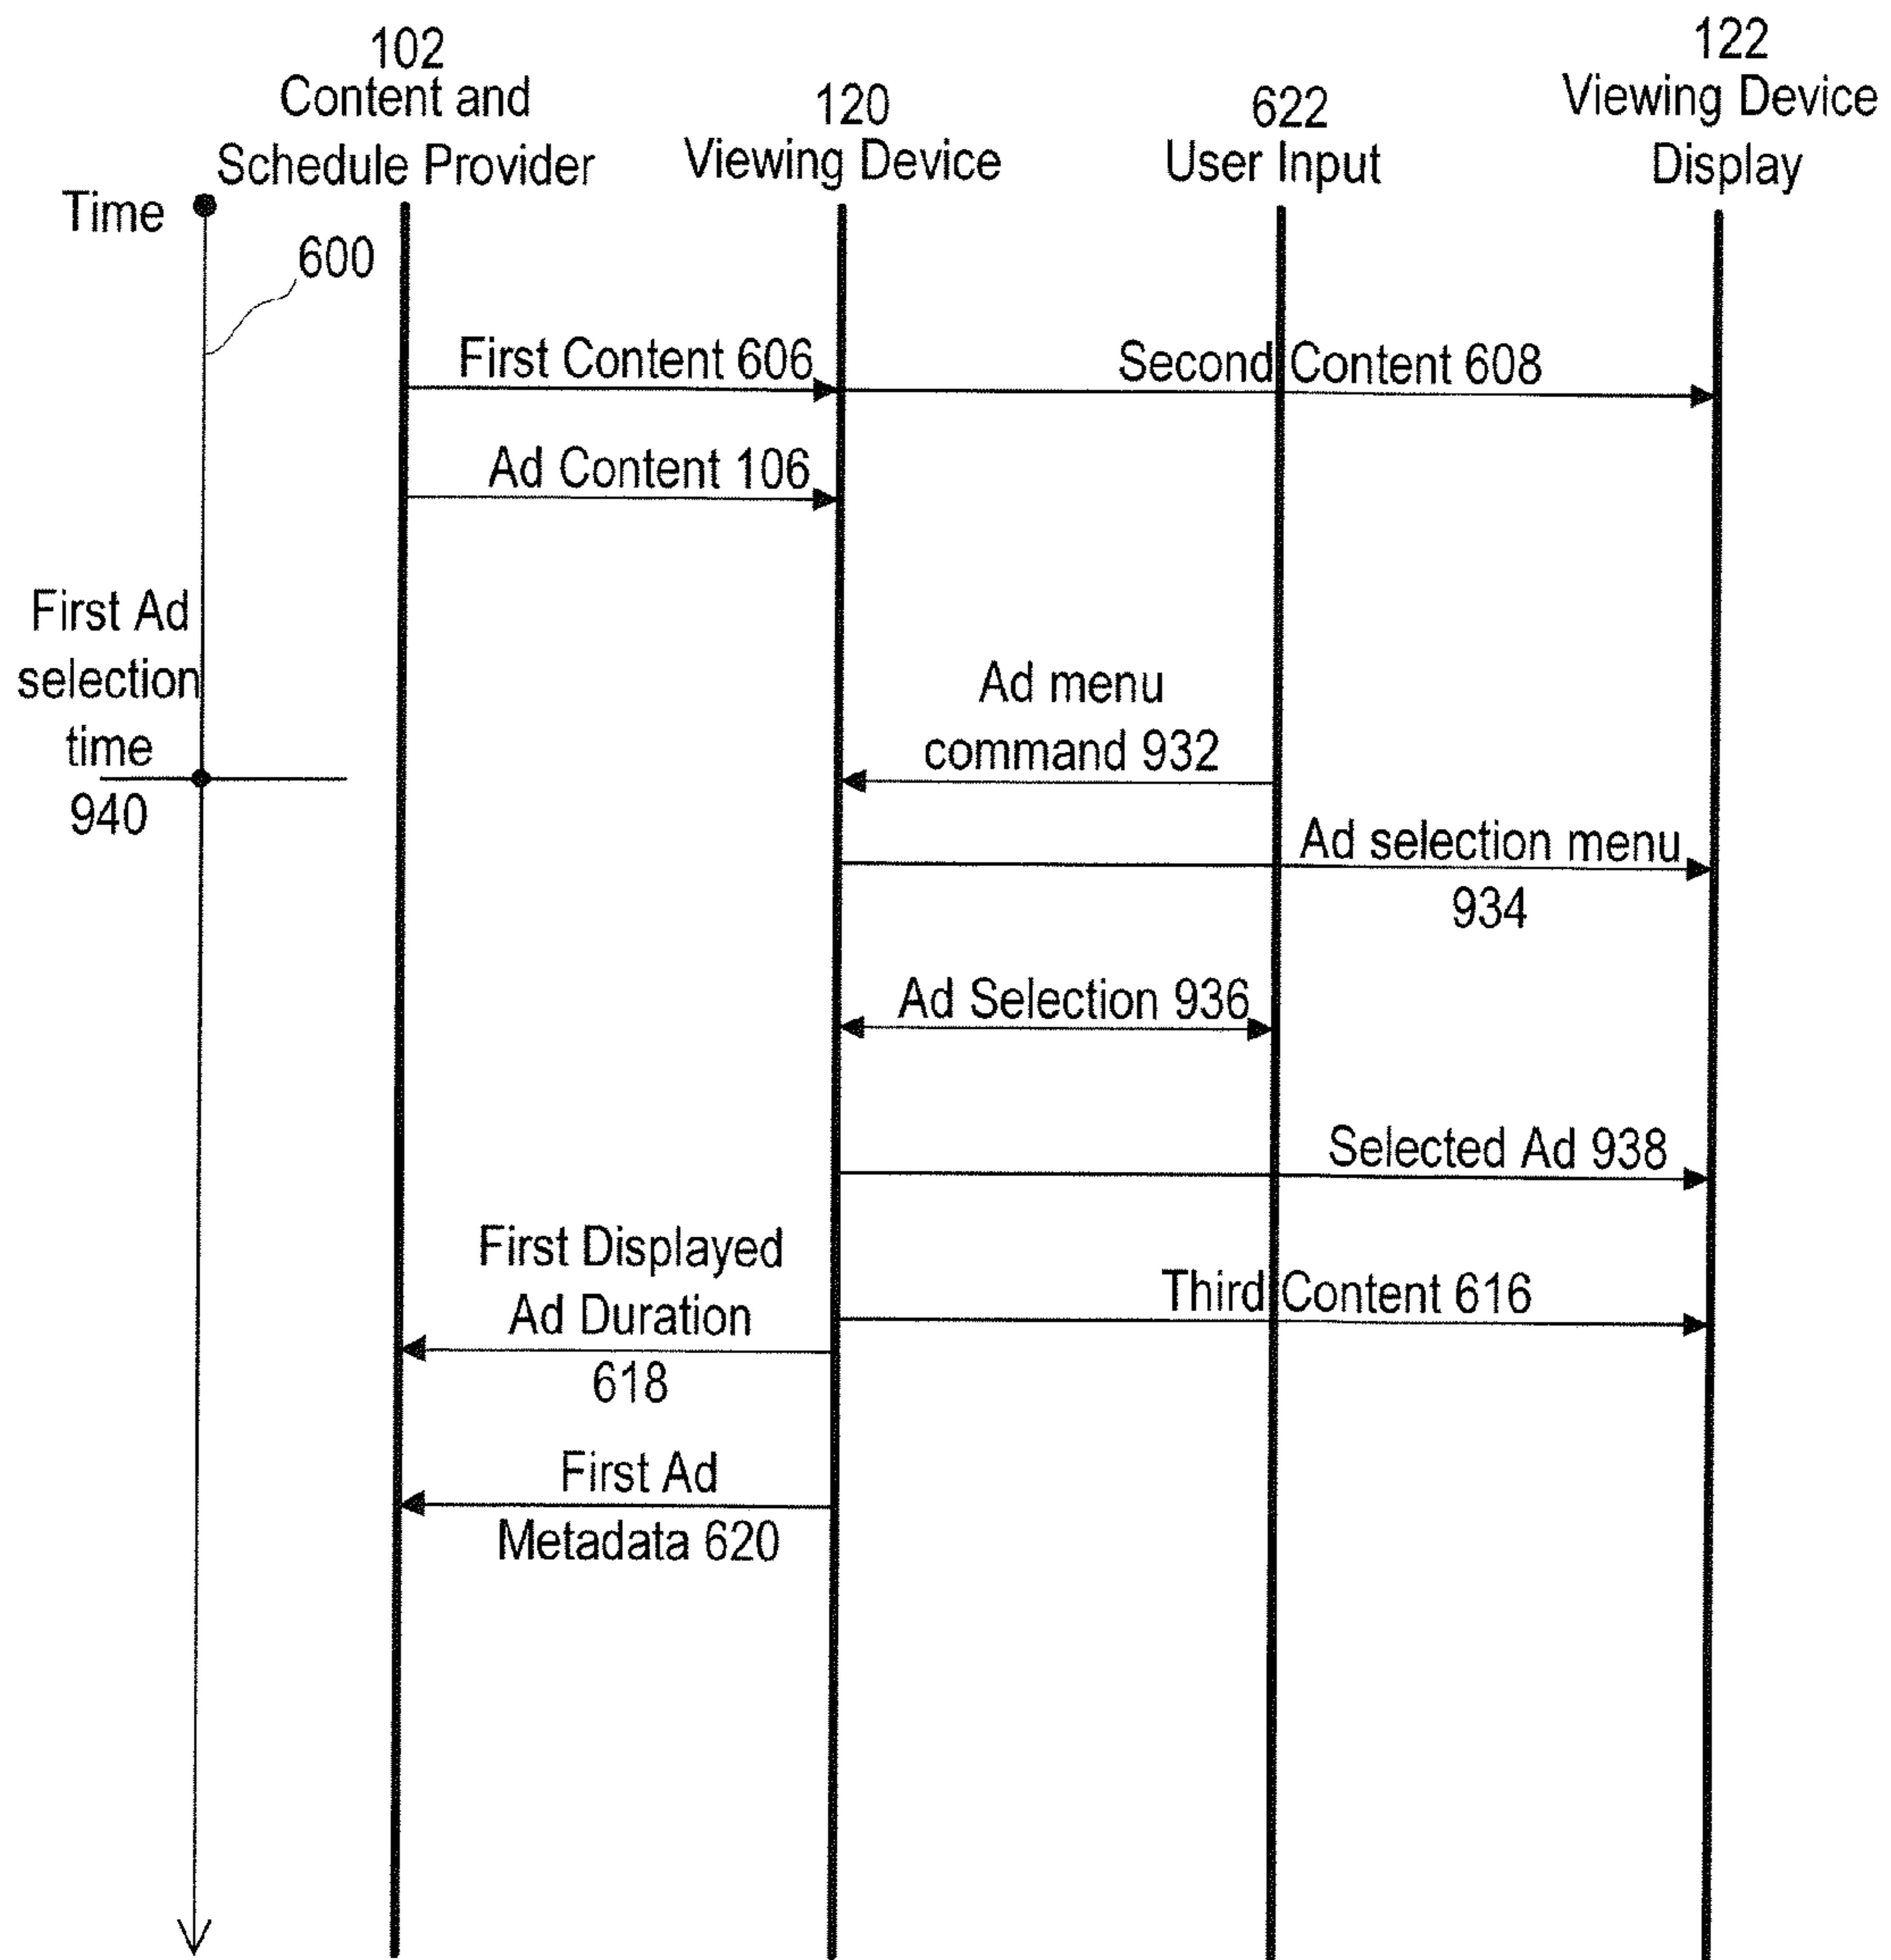 102
Content and
Schedule Provider
120
Viewing Device
622
User Input
122
Viewing Device
Display
Time
600
First Content 606
Second Content 608
Ad Content 106
First Ad
selection
time
940
Ad menu
command 932
Ad selection menu
934
Ad Selection 936
Selected Ad 938
First Displayed
Ad Duration
618
Third Content 616
First Ad
Metadata 620